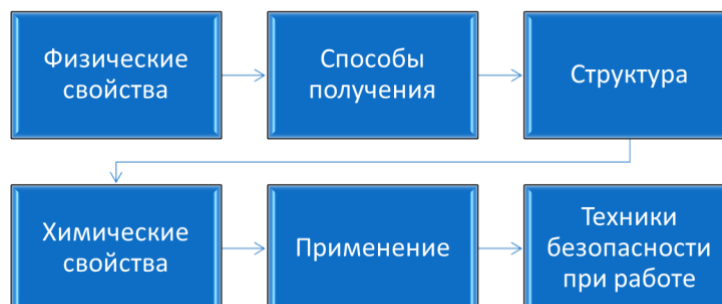 Физические
свойства
Способы
получения
Структура
Химические
свойства
Применение
Техники
безопасности
при работе